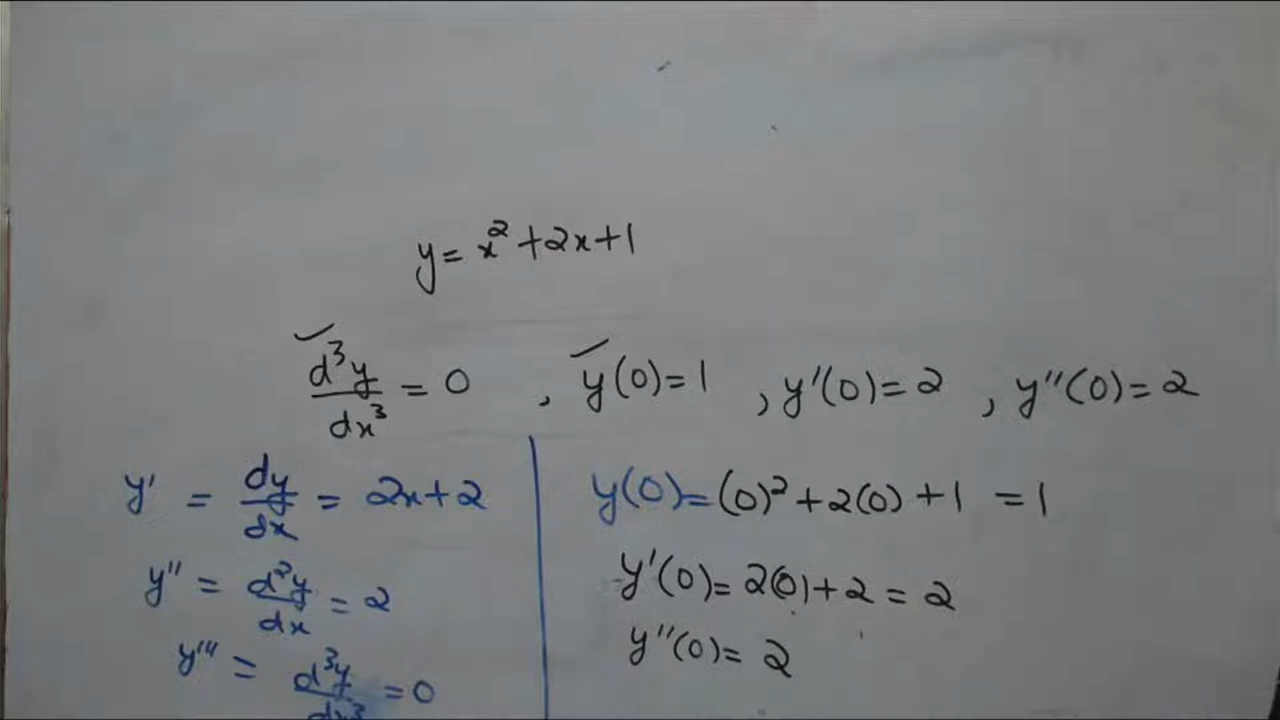 y = x² + 2x + 1
d³y/dx³ = 0 , y(0) = 1 , y'(0) = 2 , y''(0) = 2
y' = dy/dx = 2x + 2
y'' = d²y/dx = 2
y''' = d³y/dx³ = 0
y(0) = (0)² + 2(0) + 1 = 1
y'(0) = 2(0) + 2 = 2
y''(0) = 2